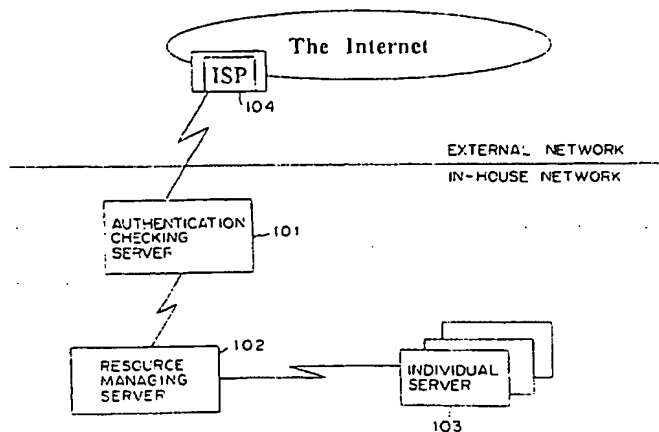 The Internet
ISP
104
EXTERNAL NETWORK
IN-HOUSE NETWORK
AUTHENTICATION
CHECKING
SERVER
101
102
RESOURCE
MANAGING
SERVER
INDIVIDUAL
SERVER
103